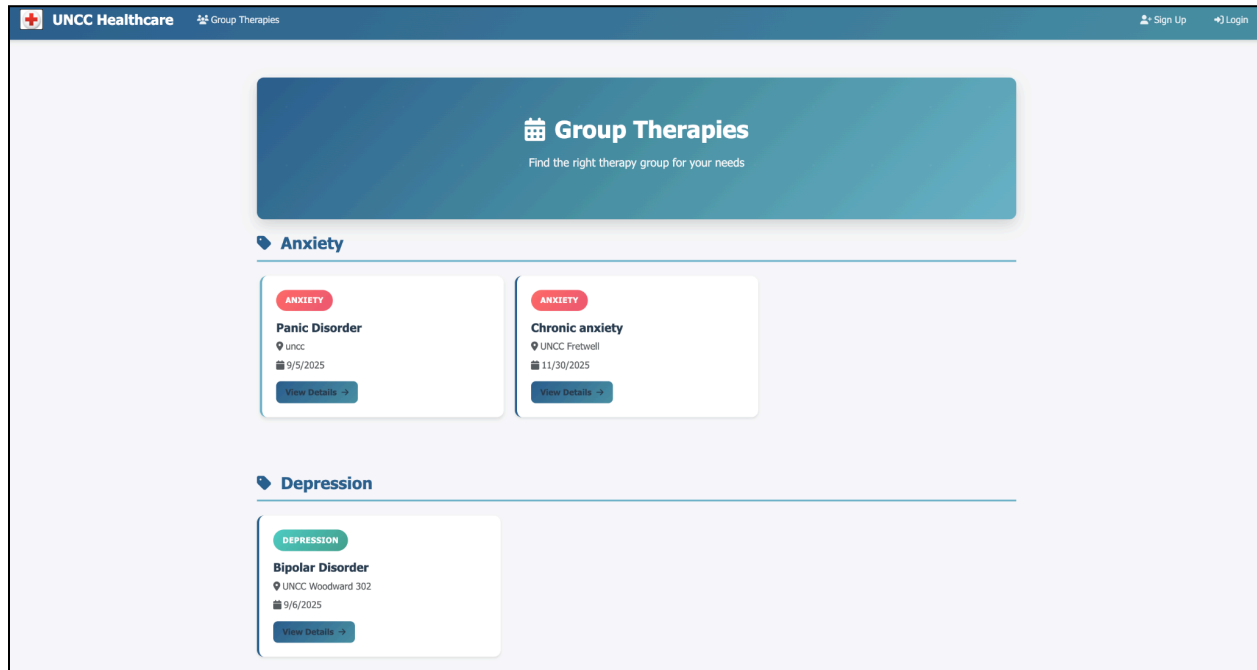 UNCC Healthcare Group Therapies Sign Up Login
Group Therapies
Find the right therapy group for your needs
Anxiety
ANXIETY
Panic Disorder
uncc
9/5/2025
View Details →
ANXIETY
Chronic anxiety
UNCC Fretwell
11/30/2025
View Details →
Depression
DEPRESSION
Bipolar Disorder
UNCC Woodward 302
9/6/2025
View Details →